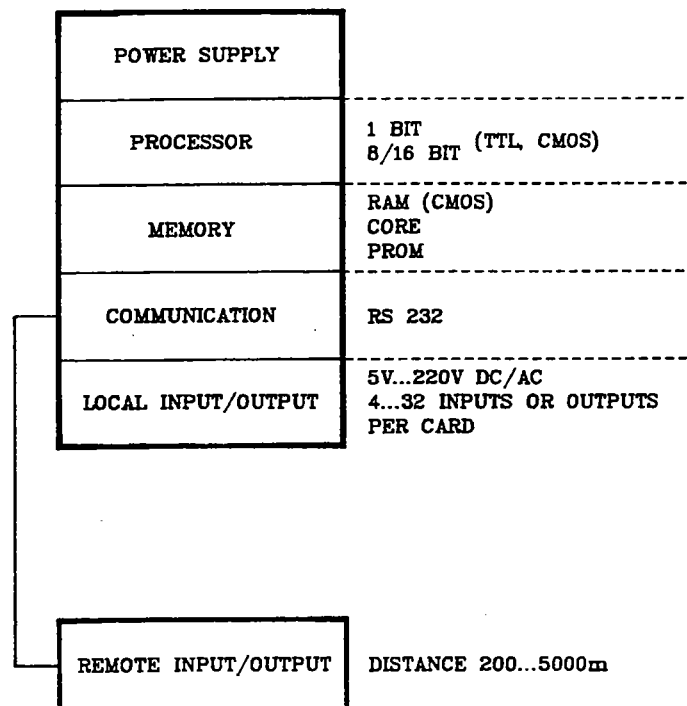 POWER SUPPLY
PROCESSOR
1 BIT
8/16 BIT (TTL, CMOS)
MEMORY
RAM (CMOS)
CORE
PROM
COMMUNICATION
RS 232
LOCAL INPUT/OUTPUT
5V...220V DC/AC
4...32 INPUTS OR OUTPUTS
PER CARD
REMOTE INPUT/OUTPUT
DISTANCE 200...5000m